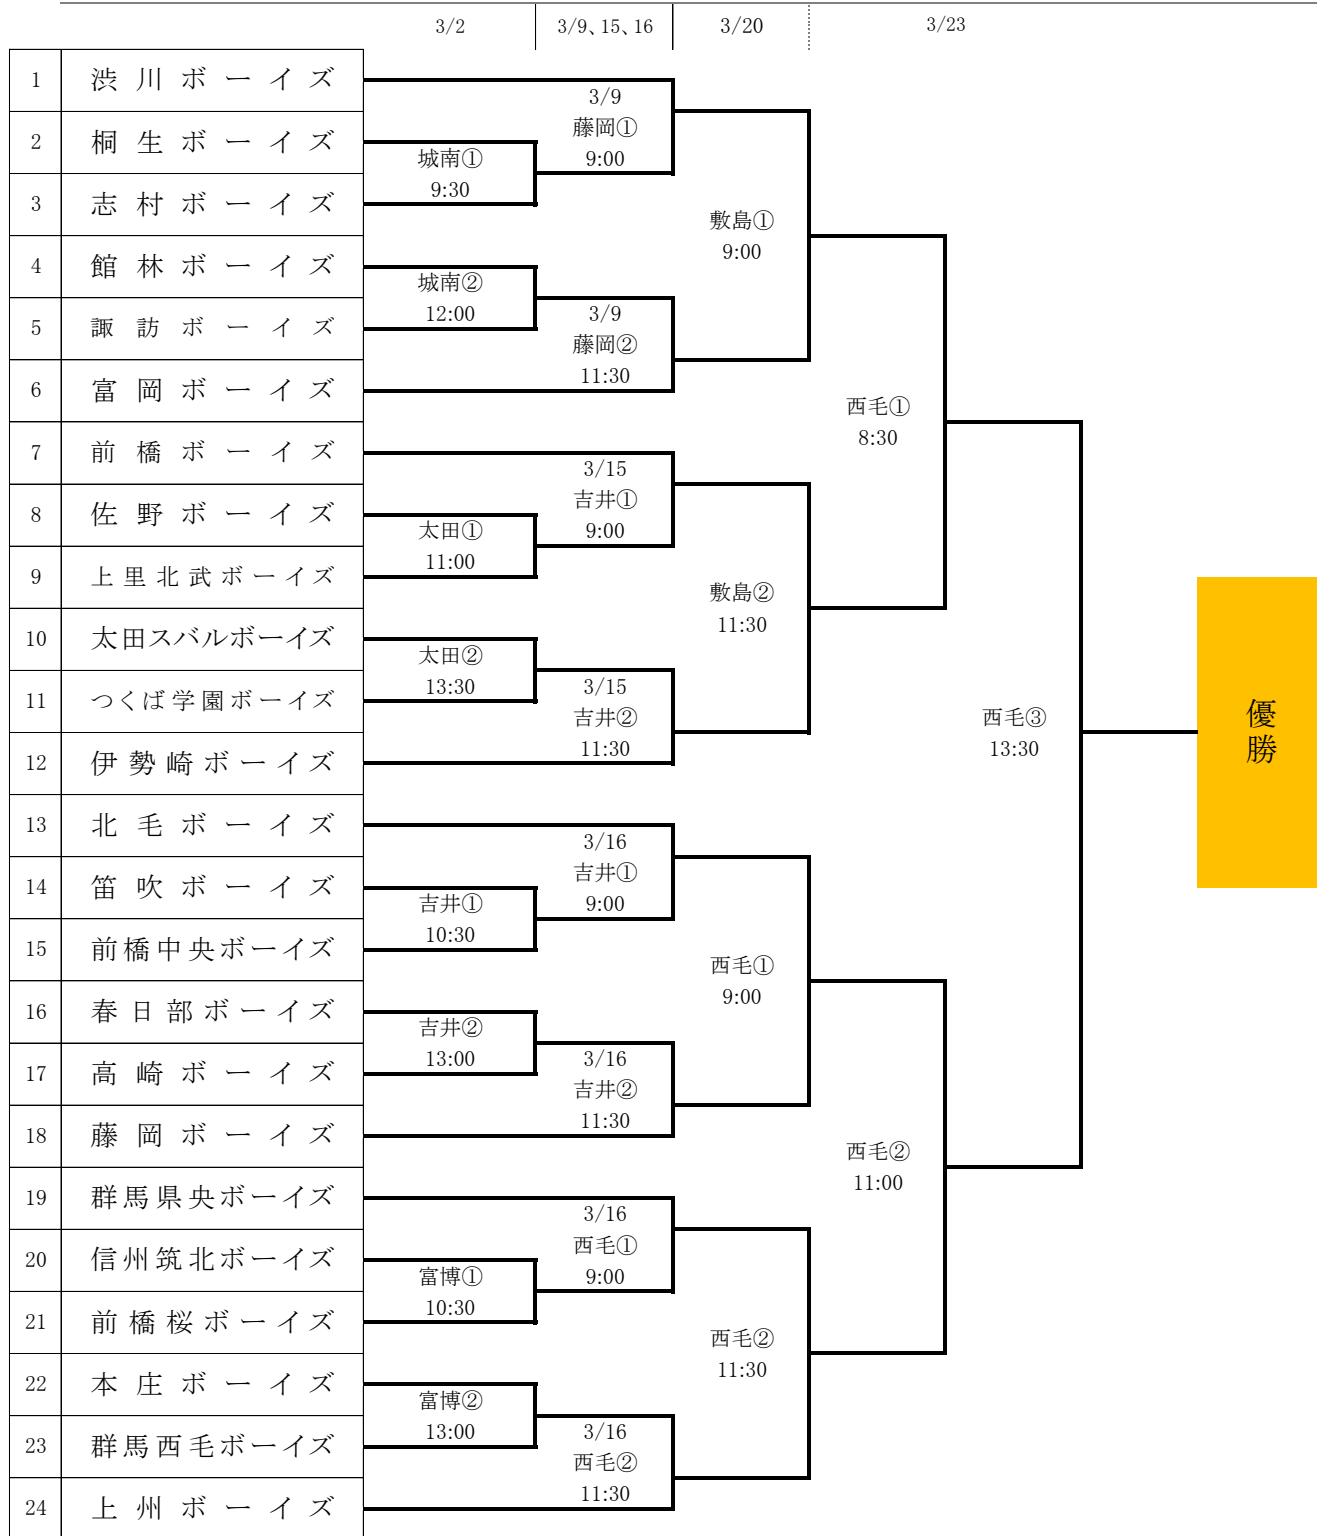 3/2 3/9、15、16 3/20 3/23
1 渋川ボーイズ
3/9
藤岡①
9:00
2 桐生ボーイズ
城南①
9:30
3 志村ボーイズ
敷島①
9:00
4 館林ボーイズ
城南②
12:00
5 諏訪ボーイズ
3/9
藤岡②
11:30
6 富岡ボーイズ
西毛①
8:30
7 前橋ボーイズ
3/15
吉井①
9:00
8 佐野ボーイズ
太田①
11:00
9 上里北武ボーイズ
敷島②
11:30
10 太田スバルボーイズ
太田②
13:30
11 つくば学園ボーイズ
3/15
吉井②
11:30
西毛③
13:30
優勝
12 伊勢崎ボーイズ
13 北毛ボーイズ
3/16
吉井①
9:00
14 笛吹ボーイズ
吉井①
10:30
15 前橋中央ボーイズ
西毛①
9:00
16 春日部ボーイズ
吉井②
13:00
17 高崎ボーイズ
3/16
吉井②
11:30
18 藤岡ボーイズ
西毛②
11:00
19 群馬県央ボーイズ
3/16
西毛①
9:00
20 信州筑北ボーイズ
富博①
10:30
21 前橋桜ボーイズ
西毛②
11:30
22 本庄ボーイズ
富博②
13:00
23 群馬西毛ボーイズ
3/16
西毛②
11:30
24 上州ボーイズ